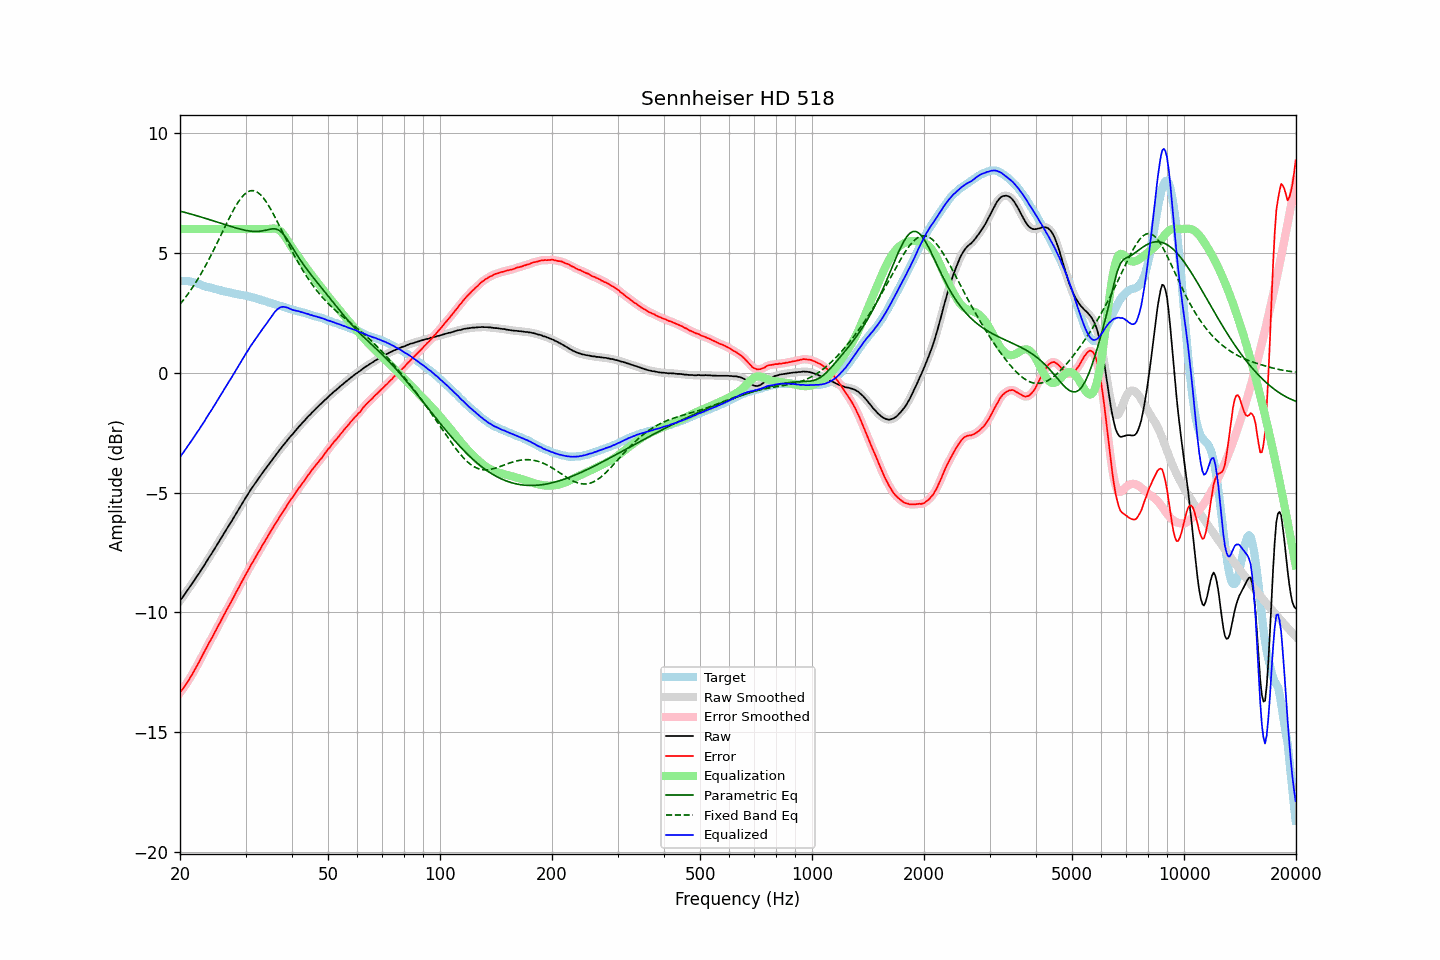 Sennheiser HD 518
Amplitude (dBr)
10
5
0
−5
−10
−15
−20
Target
Raw Smoothed
Error Smoothed
Raw
Error
Equalization
Parametric Eq
Fixed Band Eq
Equalized
20 50 100 200 500 1000 2000 5000 10000 20000
Frequency (Hz)